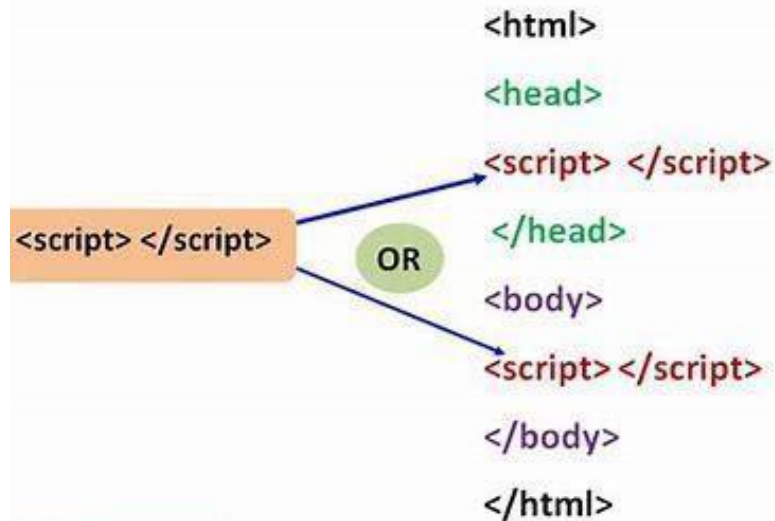 <script> </script>
OR
<html>
<head>
<script> </script>
</head>
<body>
<script> </script>
</body>
</html>